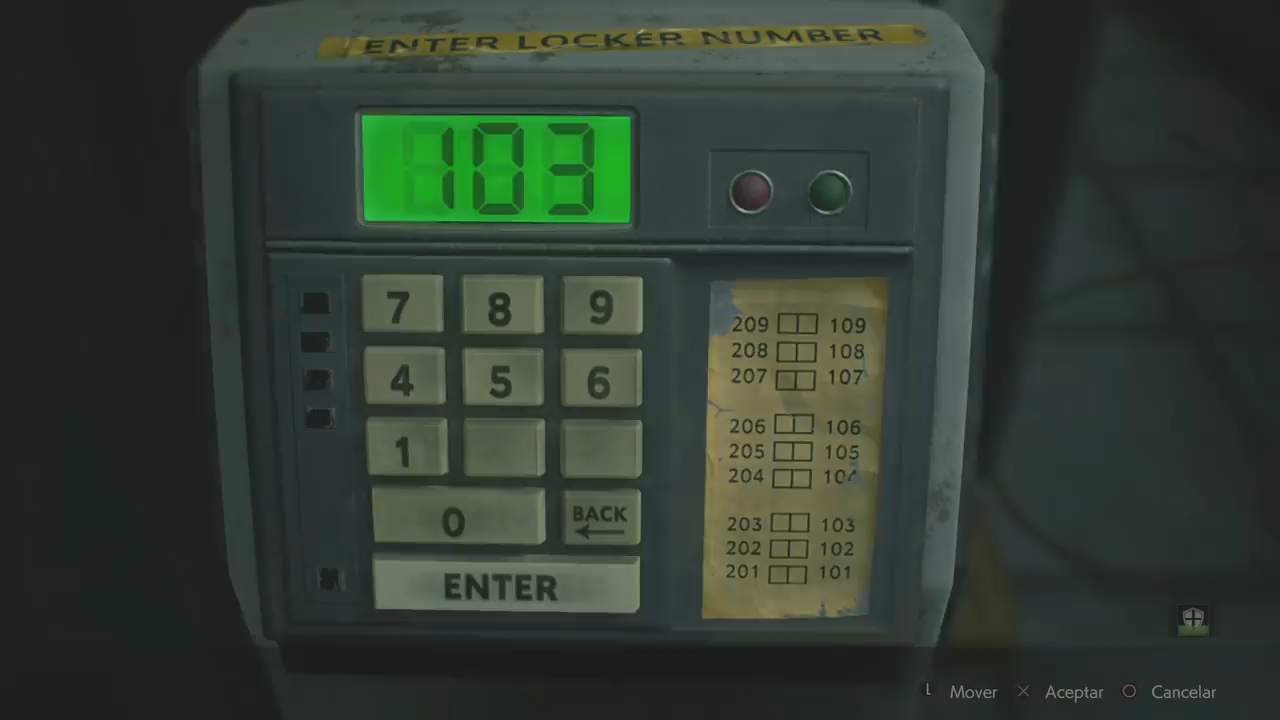 ENTER LOCKER NUMBER
103
7 8 9
4 5 6
1
0 BACK
ENTER
209 109
208 108
207 107
206 106
205 105
204 104
203 103
202 102
201 101
L Mover X Aceptar O Cancelar